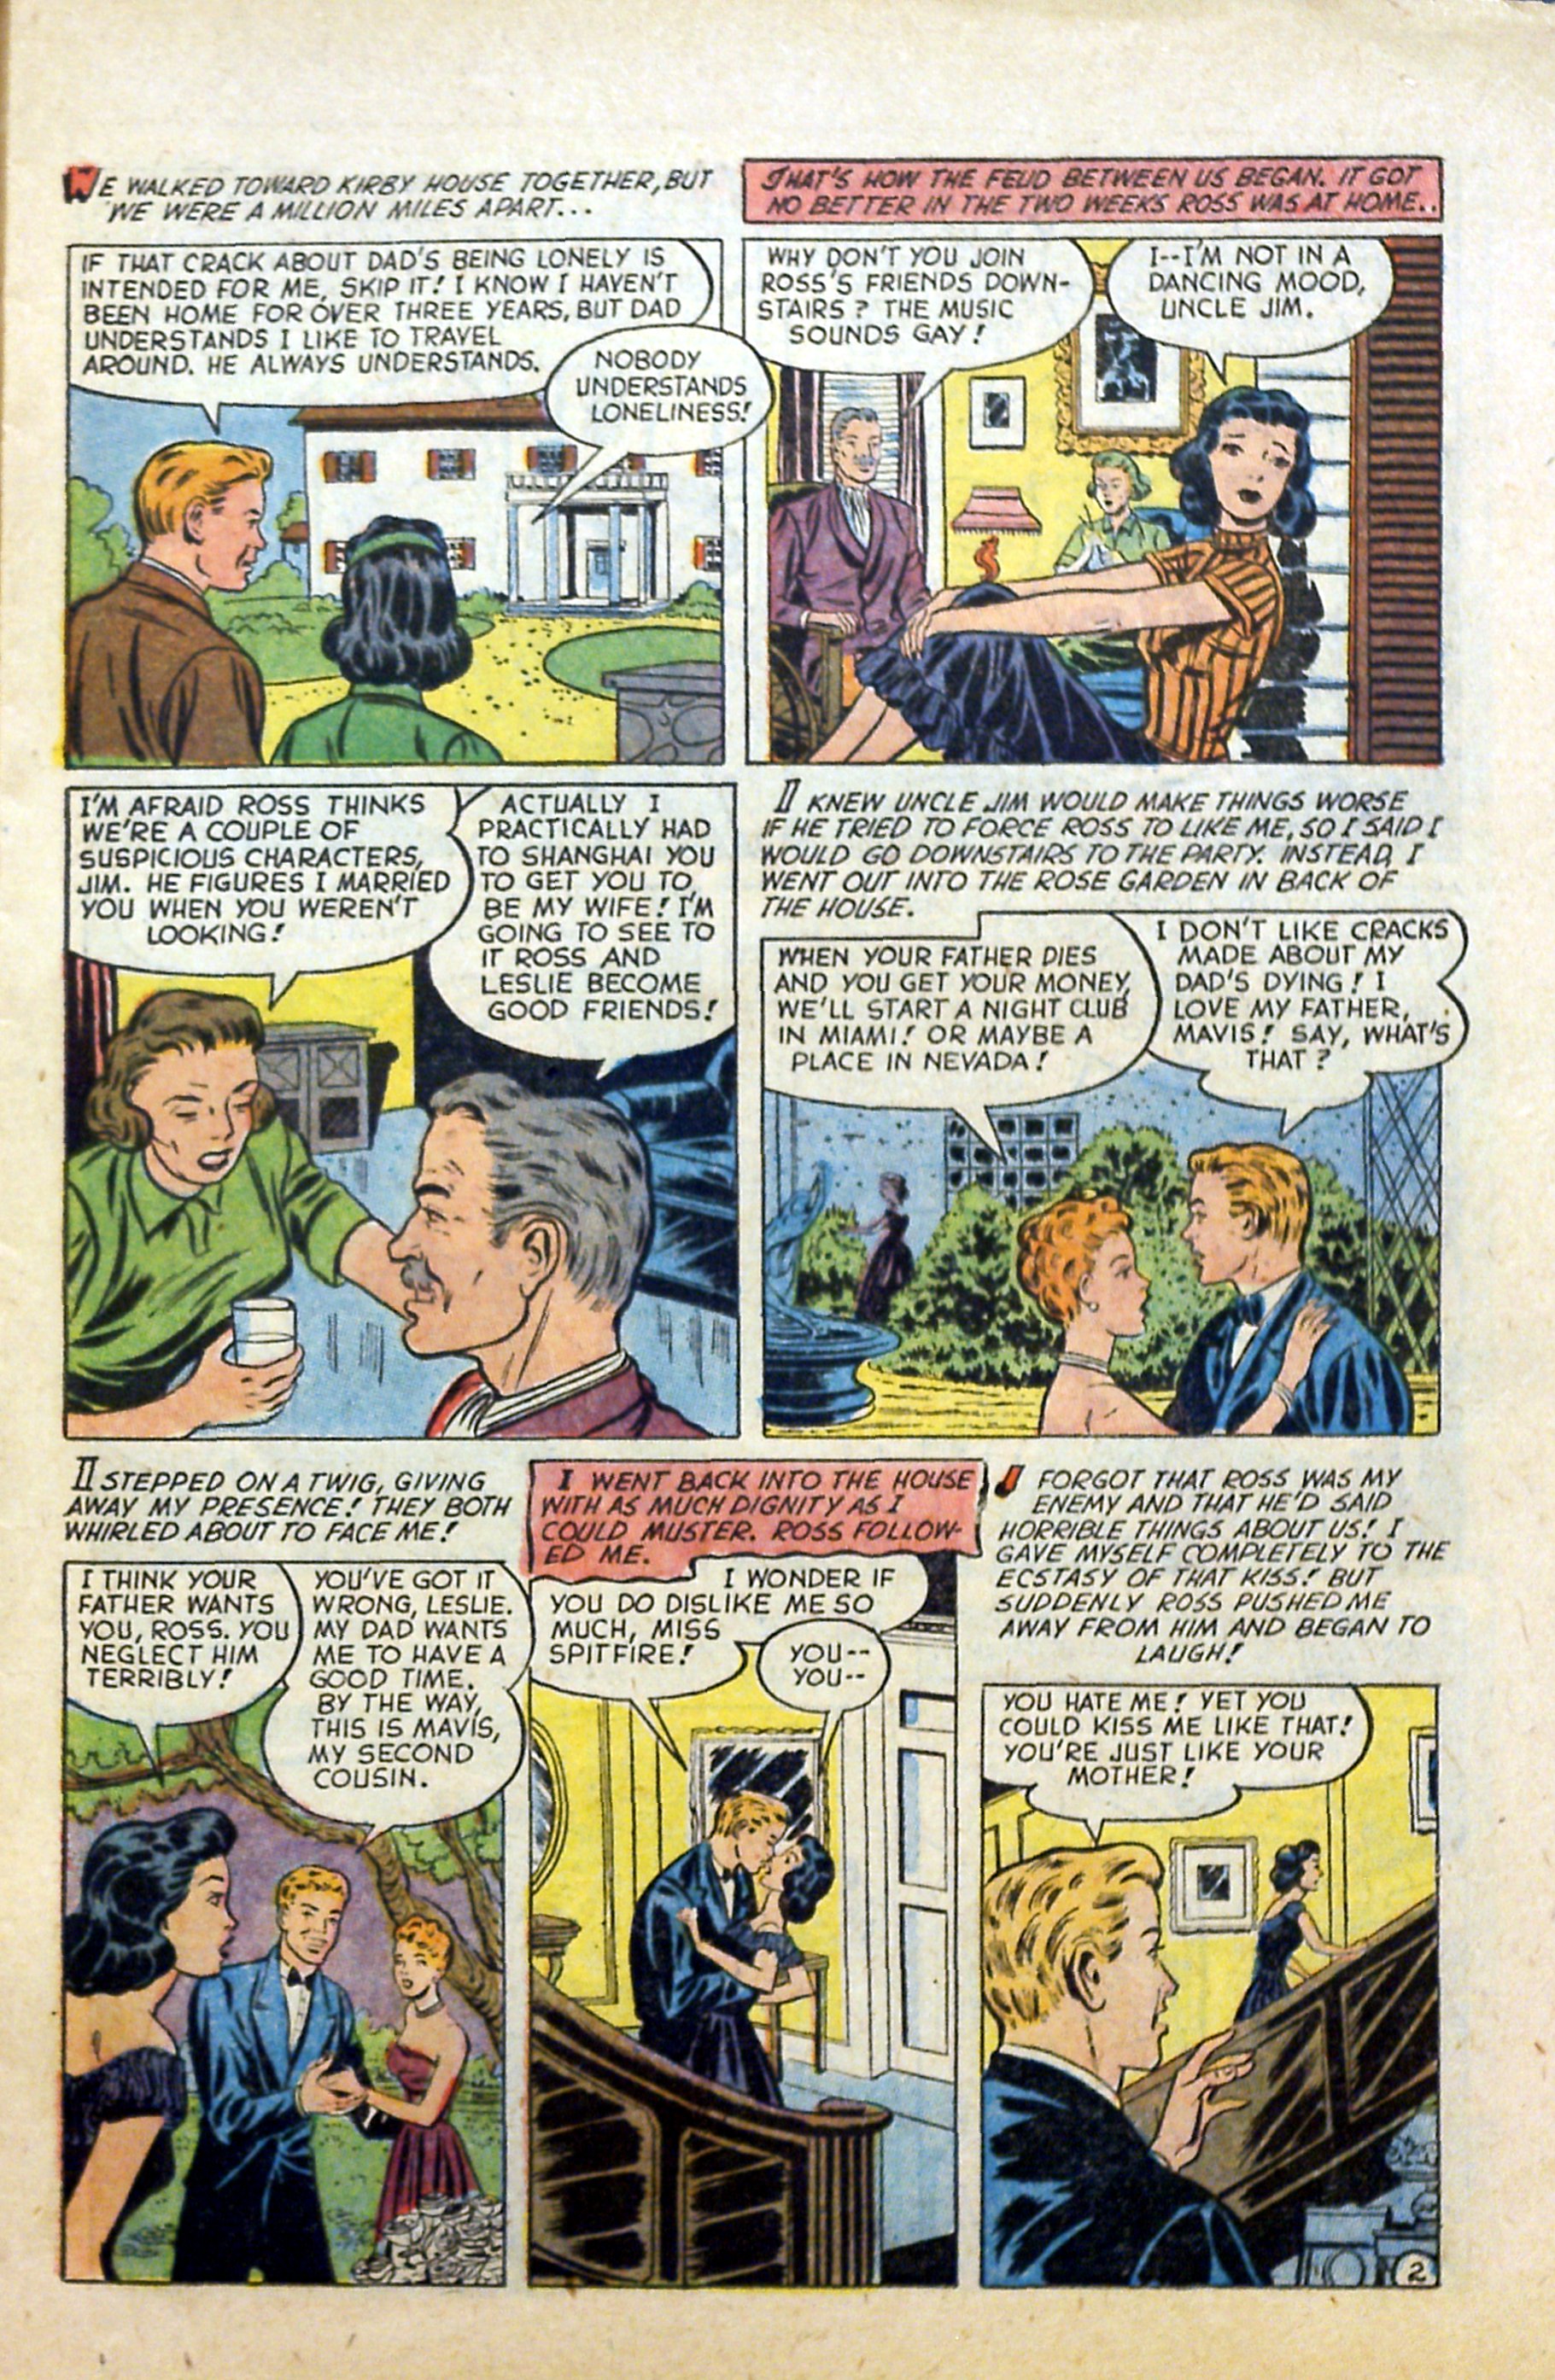 WE WALKED TOWARD KIRBY HOUSE TOGETHER, BUT
WE WERE A MILLION MILES APART...
IF THAT CRACK ABOUT DAD'S BEING LONELY IS
INTENDED FOR ME, SKIP IT! I KNOW I HAVEN'T
BEEN HOME FOR OVER THREE YEARS, BUT DAD
UNDERSTANDS I LIKE TO TRAVEL
AROUND. HE ALWAYS UNDERSTANDS.
NOBODY
UNDERSTANDS
LONELINESS!
THAT'S HOW THE FEUD BETWEEN US BEGAN. IT GOT
NO BETTER IN THE TWO WEEKS ROSS WAS AT HOME..
WHY DON'T YOU JOIN
ROSS'S FRIENDS DOWN-
STAIRS? THE MUSIC
SOUNDS GAY!
I--I'M NOT IN A
DANCING MOOD,
UNCLE JIM.
I'M AFRAID ROSS THINKS
WE'RE A COUPLE OF
SUSPICIOUS CHARACTERS,
JIM. HE FIGURES I MARRIED
YOU WHEN YOU WEREN'T
LOOKING!
ACTUALLY I
PRACTICALLY HAD
TO SHANGHAI YOU
TO GET YOU TO
BE MY WIFE! I'M
GOING TO SEE TO
IT ROSS AND
LESLIE BECOME
GOOD FRIENDS!
I KNEW UNCLE JIM WOULD MAKE THINGS WORSE
IF HE TRIED TO FORCE ROSS TO LIKE ME, SO I SAID I
WOULD GO DOWNSTAIRS TO THE PARTY. INSTEAD, I
WENT OUT INTO THE ROSE GARDEN IN BACK OF
THE HOUSE.
WHEN YOUR FATHER DIES
AND YOU GET YOUR MONEY,
WE'LL START A NIGHT CLUB
IN MIAMI! OR MAYBE A
PLACE IN NEVADA!
I DON'T LIKE CRACKS
MADE ABOUT MY
DAD'S DYING! I
LOVE MY FATHER,
MAVIS! SAY, WHAT'S
THAT?
I STEPPED ON A TWIG, GIVING
AWAY MY PRESENCE! THEY BOTH
WHIRLED ABOUT TO FACE ME!
I THINK YOUR
FATHER WANTS
YOU, ROSS. YOU
NEGLECT HIM
TERRIBLY!
YOU'VE GOT IT
WRONG, LESLIE.
MY DAD WANTS
ME TO HAVE A
GOOD TIME.
BY THE WAY,
THIS IS MAVIS,
MY SECOND
COUSIN.
I WENT BACK INTO THE HOUSE
WITH AS MUCH DIGNITY AS I
COULD MUSTER. ROSS FOLLOW-
ED ME.
I WONDER IF
YOU DO DISLIKE ME SO
MUCH, MISS
SPITFIRE!
YOU--
YOU--
I FORGOT THAT ROSS WAS MY
ENEMY AND THAT HE'D SAID
HORRIBLE THINGS ABOUT US! I
GAVE MYSELF COMPLETELY TO THE
ECSTASY OF THAT KISS! BUT
SUDDENLY ROSS PUSHED ME
AWAY FROM HIM AND BEGAN TO
LAUGH!
YOU HATE ME! YET YOU
COULD KISS ME LIKE THAT!
YOU'RE JUST LIKE YOUR
MOTHER!
2